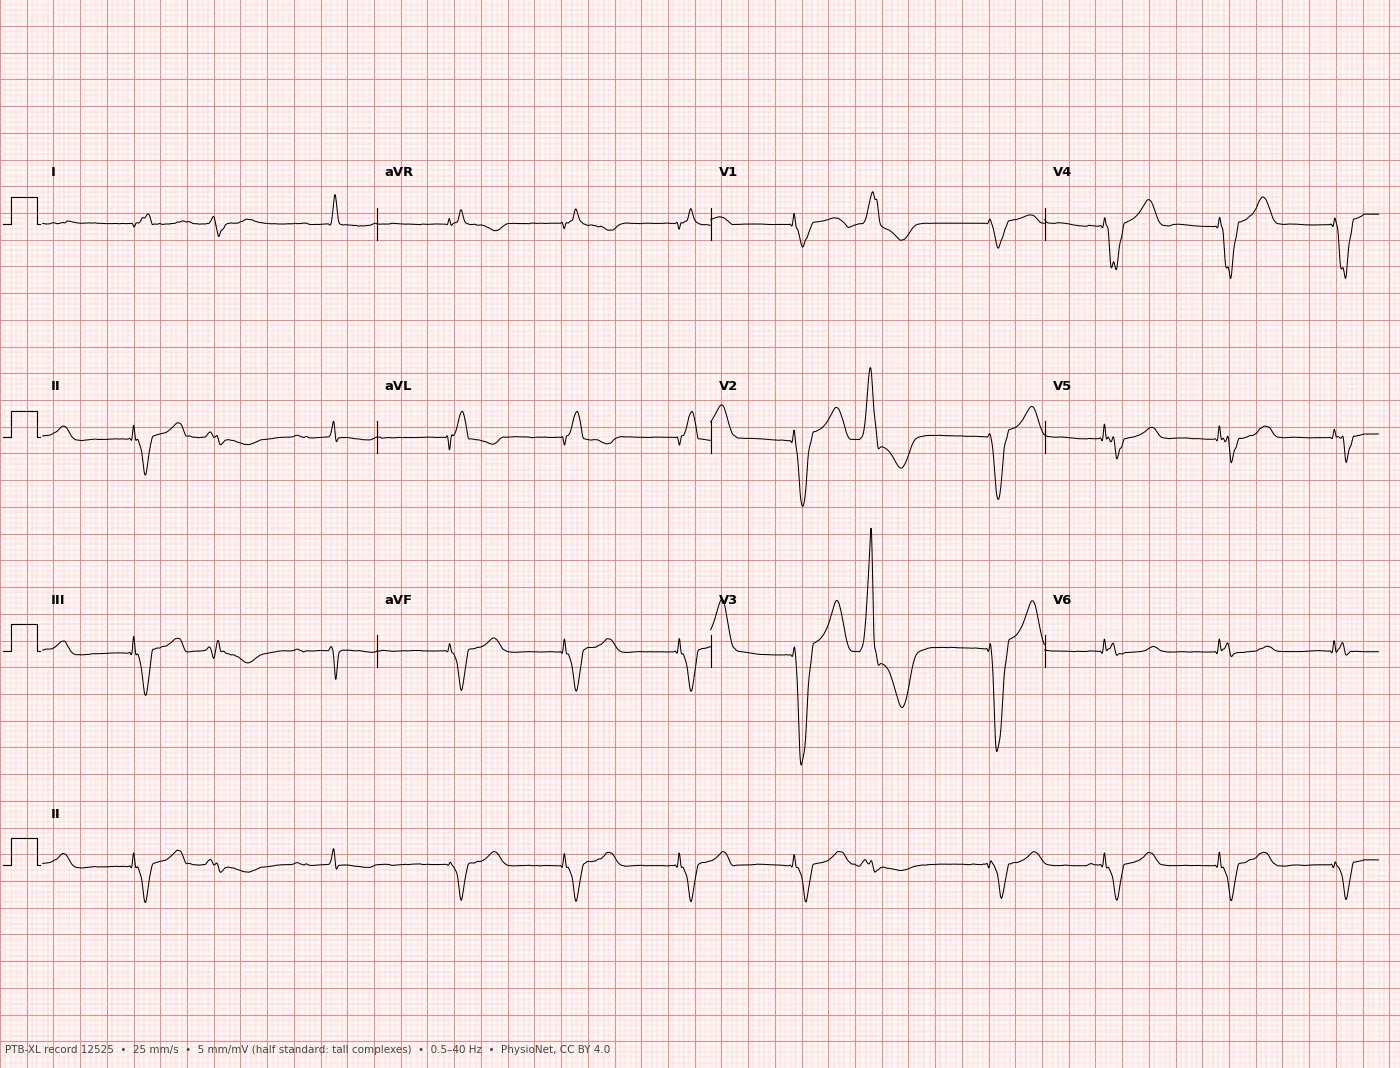 I aVR V1 V4
II aVL V2 V5
III aVF V3 V6
II
PTB-XL record 12525 • 25 mm/s • 5 mm/mV (half standard: tall complexes) • 0.5–40 Hz • PhysioNet, CC BY 4.0